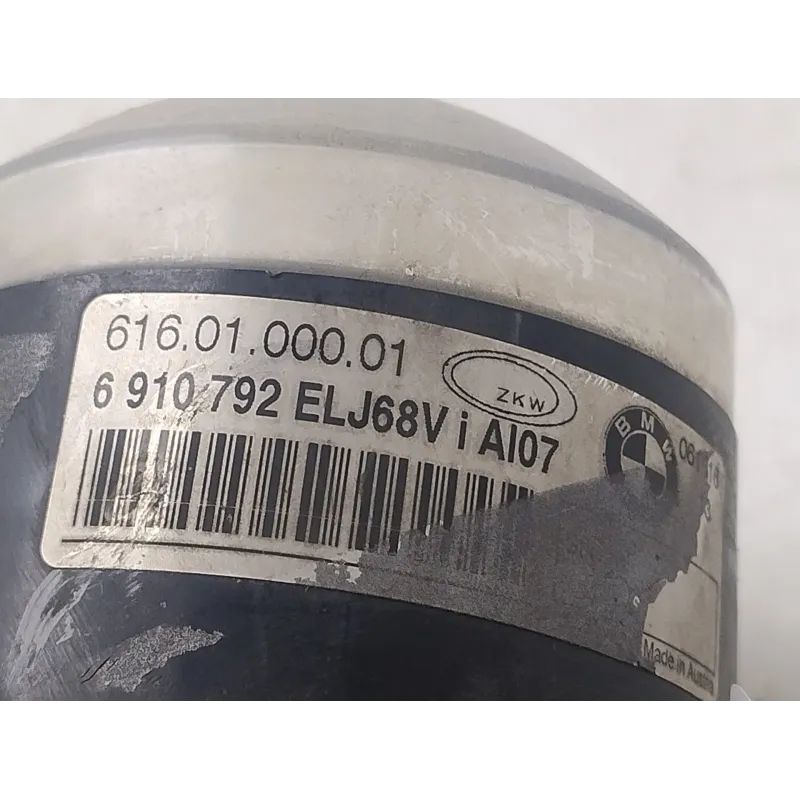 616.01.000.01
ZKW
6 910 792 ELJ68V i AI07
BMW
Made in Austria